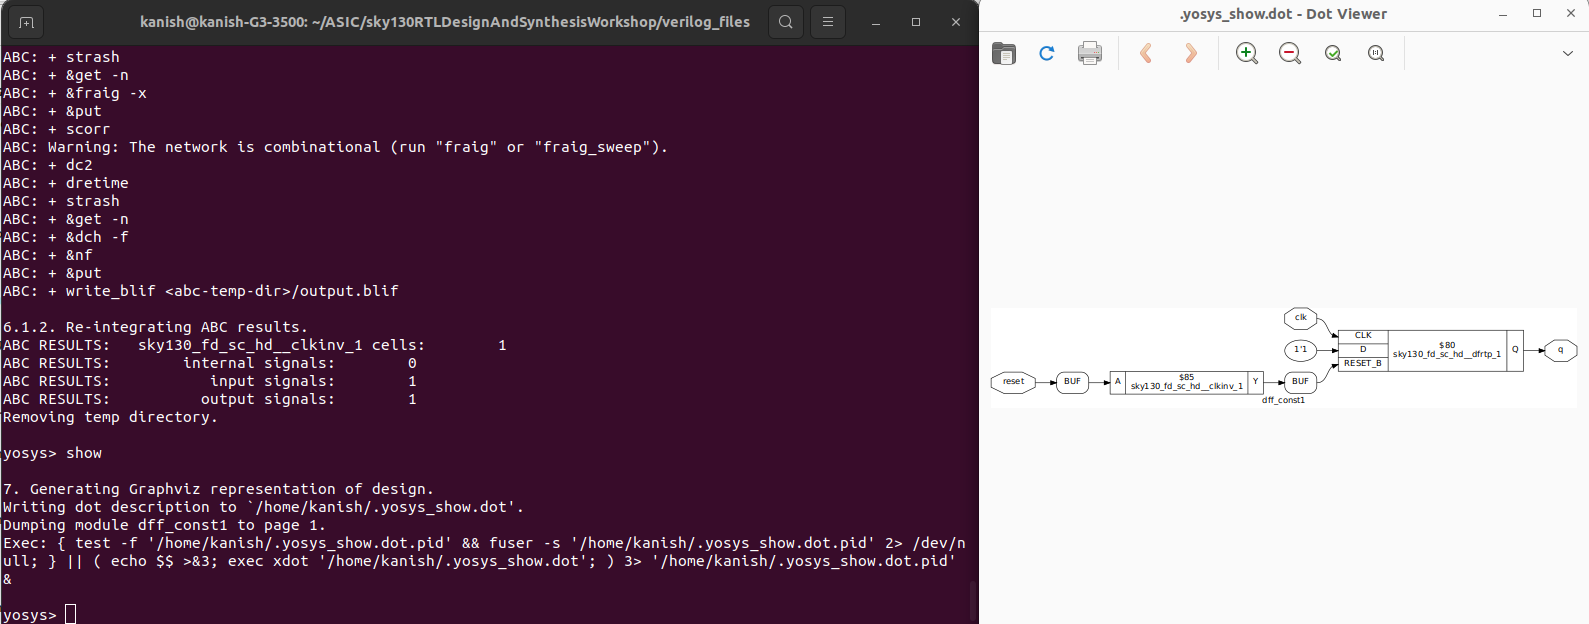 kanish@kanish-G3-3500: ~/ASIC/sky130RTLDesignAndSynthesisWorkshop/verilog_files
ABC: + strash
ABC: + &get -n
ABC: + &fraig -x
ABC: + &put
ABC: + scorr
ABC: Warning: The network is combinational (run "fraig" or "fraig_sweep").
ABC: + dc2
ABC: + dretime
ABC: + strash
ABC: + &get -n
ABC: + &dch -f
ABC: + &nf
ABC: + &put
ABC: + write_blif <abc-temp-dir>/output.blif
6.1.2. Re-integrating ABC results.
ABC RESULTS:   sky130_fd_sc_hd__clkinv_1 cells:        1
ABC RESULTS:        internal signals:        0
ABC RESULTS:           input signals:        1
ABC RESULTS:          output signals:        1
Removing temp directory.
yosys> show
7. Generating Graphviz representation of design.
Writing dot description to `/home/kanish/.yosys_show.dot'.
Dumping module dff_const1 to page 1.
Exec: { test -f '/home/kanish/.yosys_show.dot.pid' && fuser -s '/home/kanish/.yosys_show.dot.pid' 2> /dev/n
ull; } || ( echo $$ >&3; exec xdot '/home/kanish/.yosys_show.dot'; ) 3> '/home/kanish/.yosys_show.dot.pid'
&
yosys>
.yosys_show.dot - Dot Viewer
clk
1'1
reset
BUF
A
$85
sky130_fd_sc_hd__clkinv_1
Y
BUF
dff_const1
CLK
D
RESET_B
$80
sky130_fd_sc_hd__dfrtp_1
Q
q